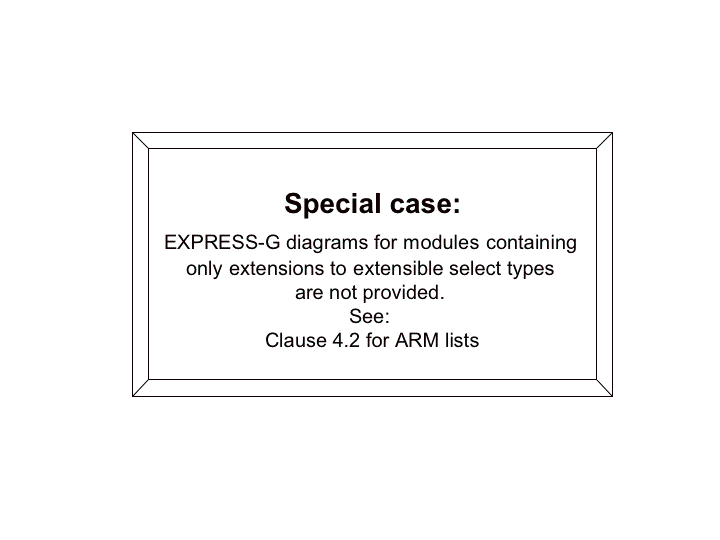 Special case:
EXPRESS-G diagrams for modules containing
only extensions to extensible select types
are not provided.
See:
Clause 4.2 for ARM lists